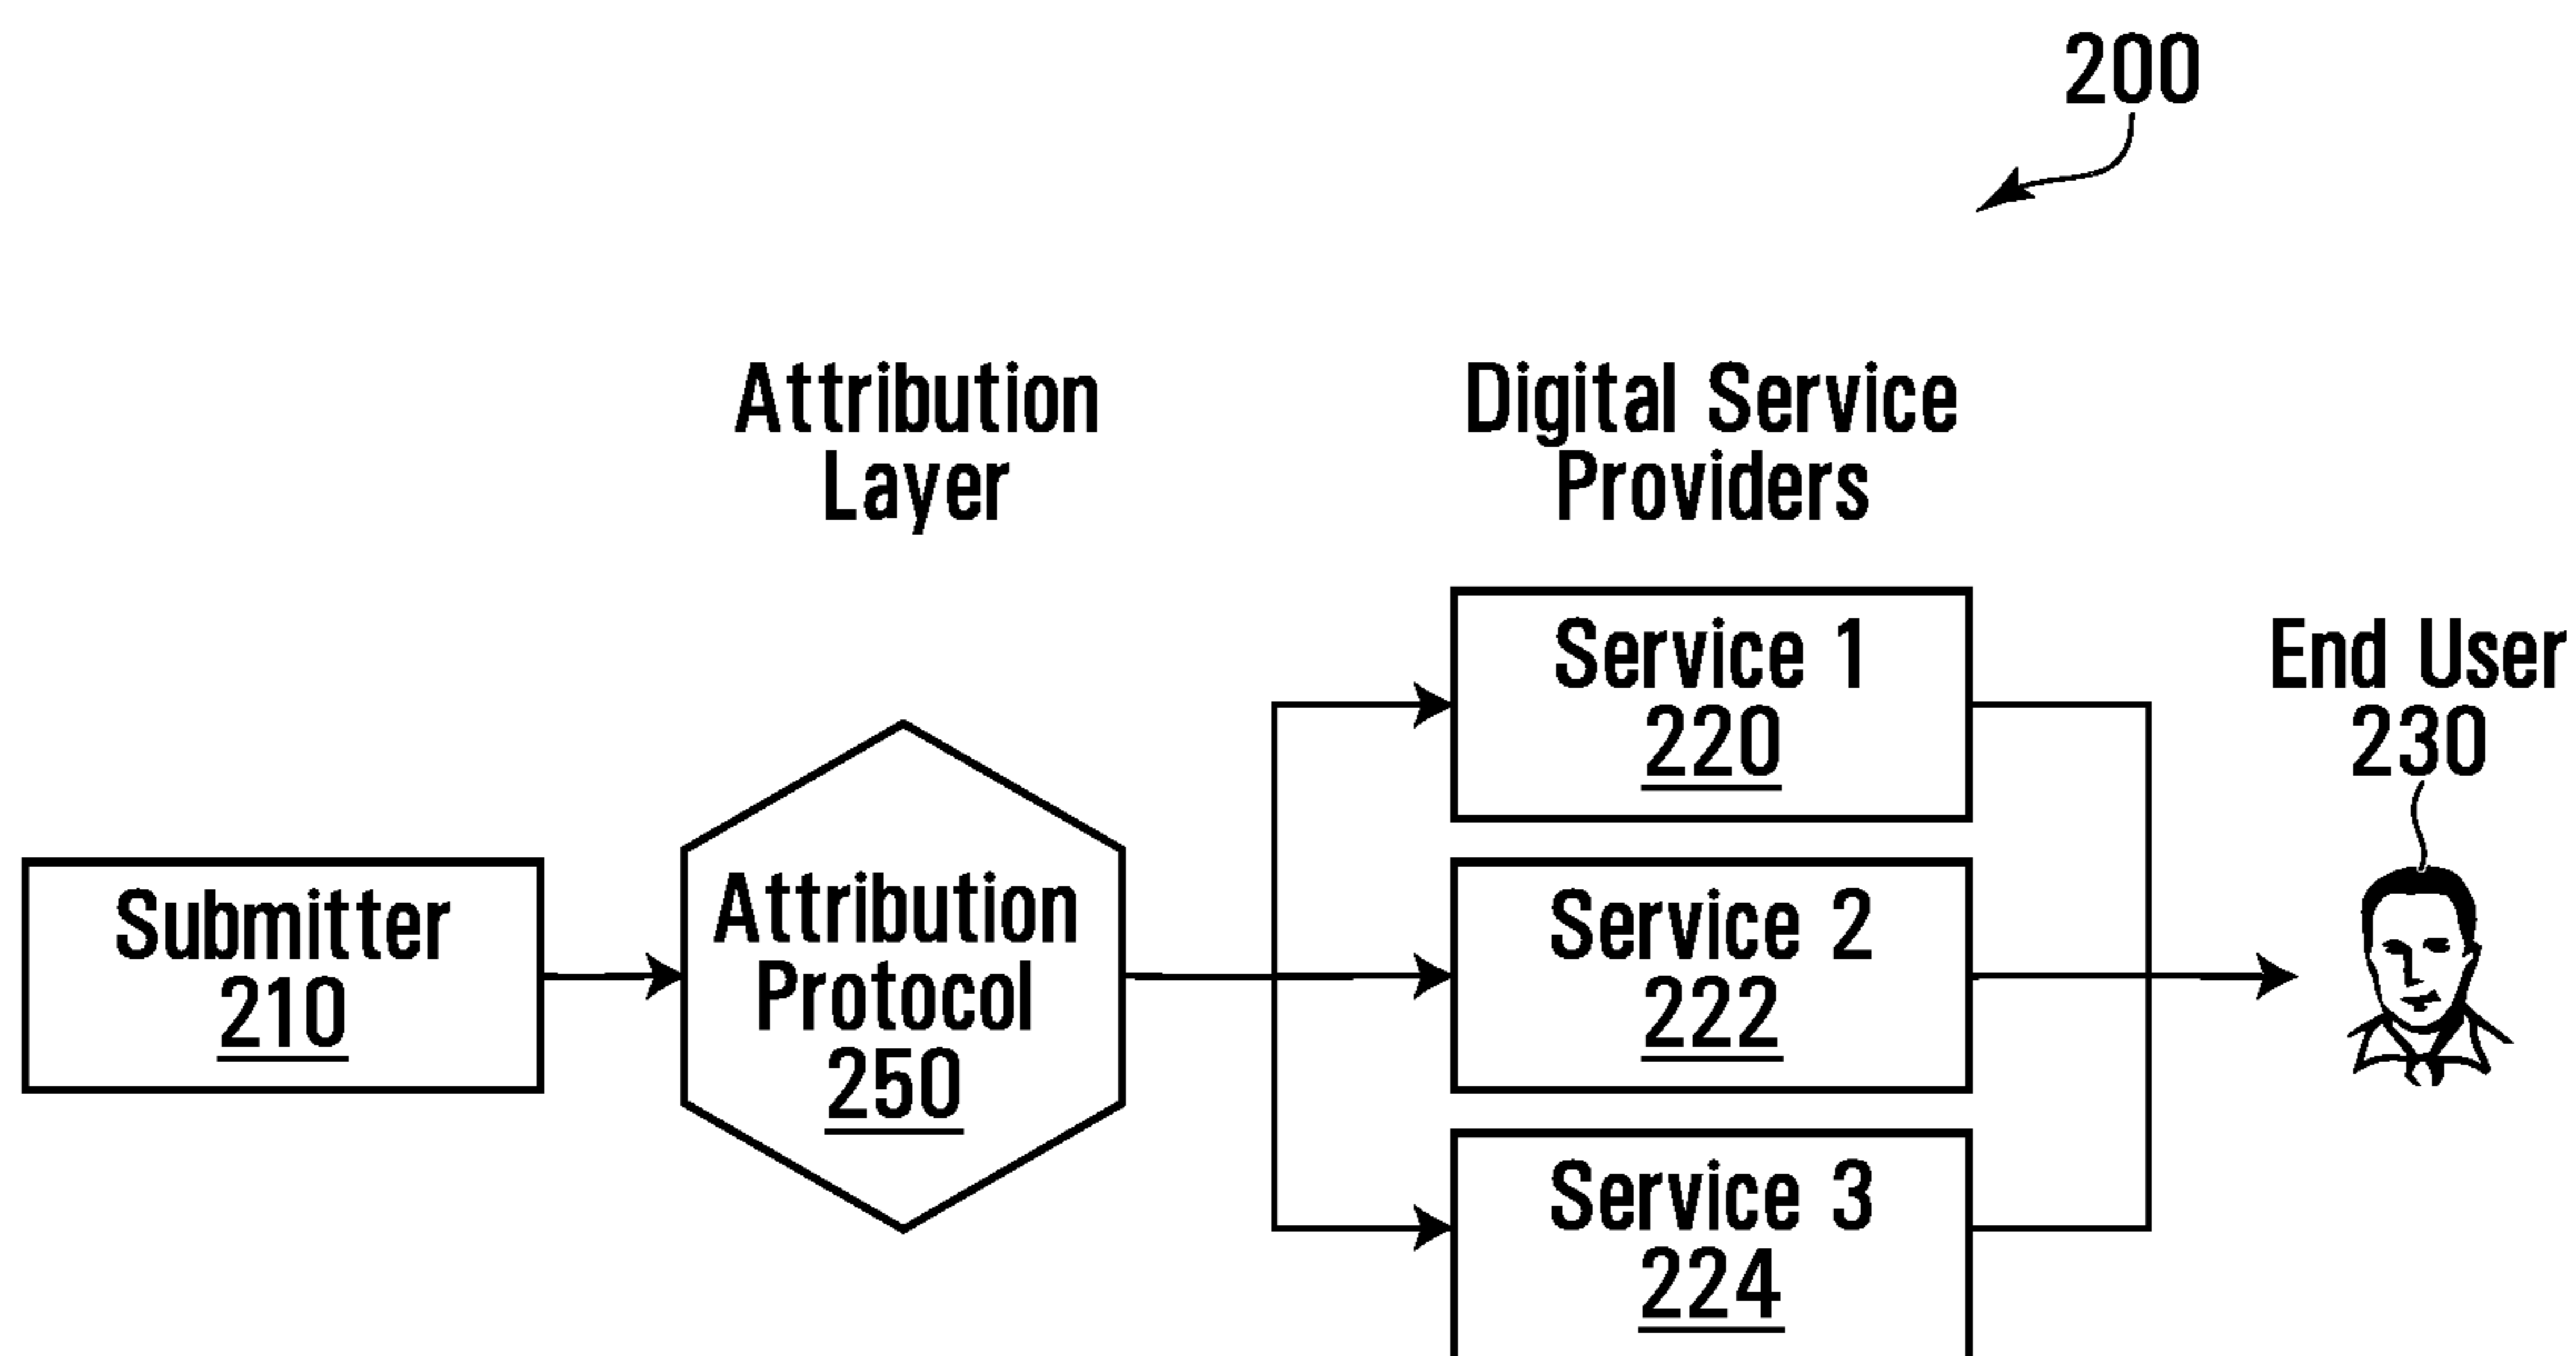 200
Attribution
Layer
Digital Service
Providers
Submitter
210
Attribution
Protocol
250
Service 1
220
Service 2
222
Service 3
224
End User
230